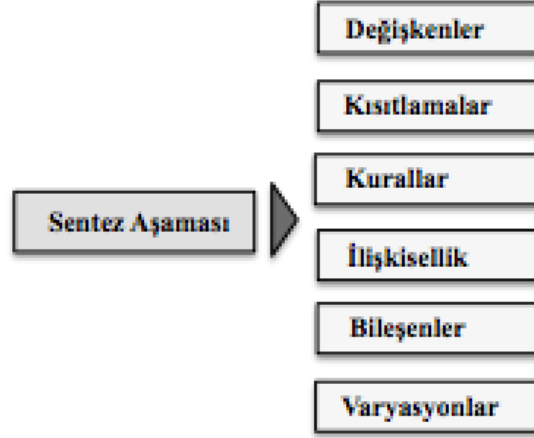 Değişkenler
Kısıtlamalar
Kurallar
Sentez Aşaması
İlişkisellik
Bileşenler
Varyasyonlar